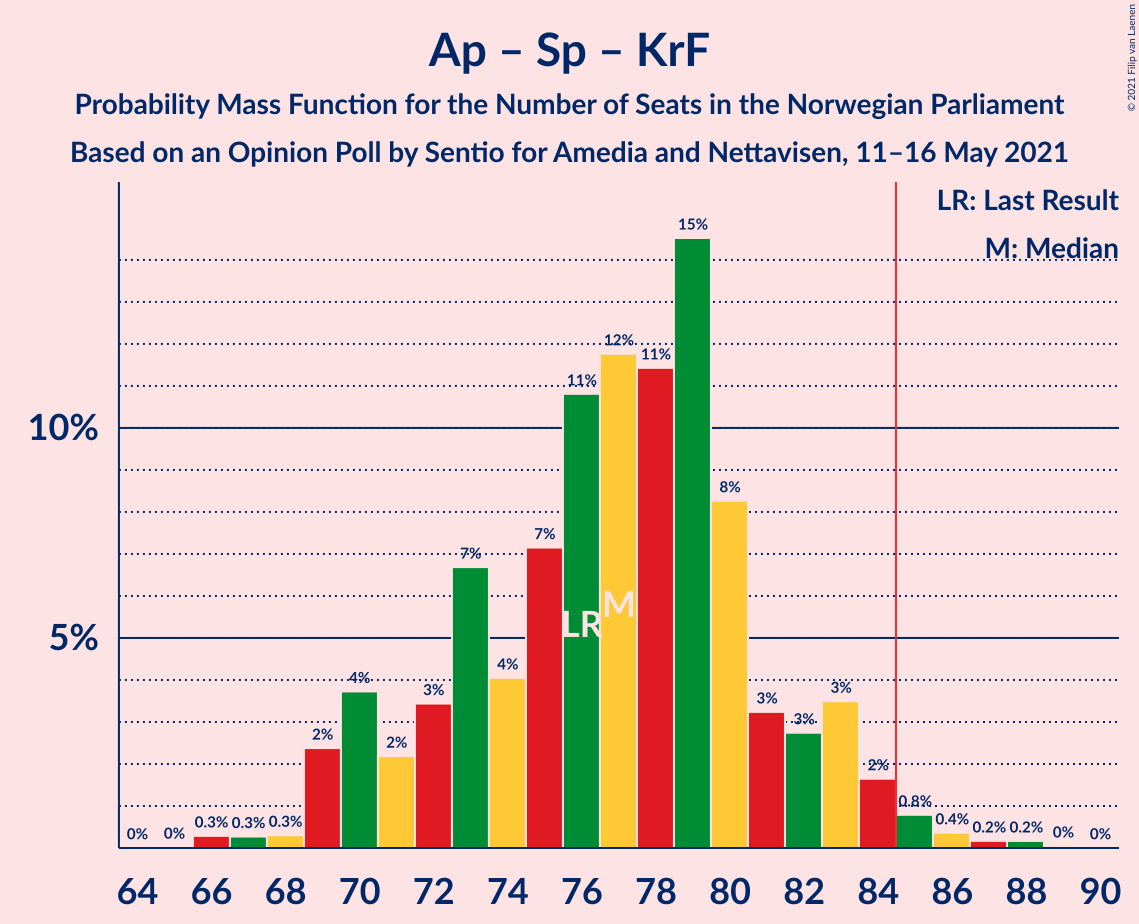 Ap – Sp – KrF
Probability Mass Function for the Number of Seats in the Norwegian Parliament
Based on an Opinion Poll by Sentio for Amedia and Nettavisen, 11–16 May 2021
© 2021 Filip van Laenen
LR: Last Result
M: Median
10%
5%
0% 0% 0.3% 0.3% 0.3% 2% 4% 2% 3% 7% 4% 7% 11% 12% 11% 15% 8% 3% 3% 3% 2% 0.8% 0.4% 0.2% 0.2% 0% 0%
LR M
64 66 68 70 72 74 76 78 80 82 84 86 88 90